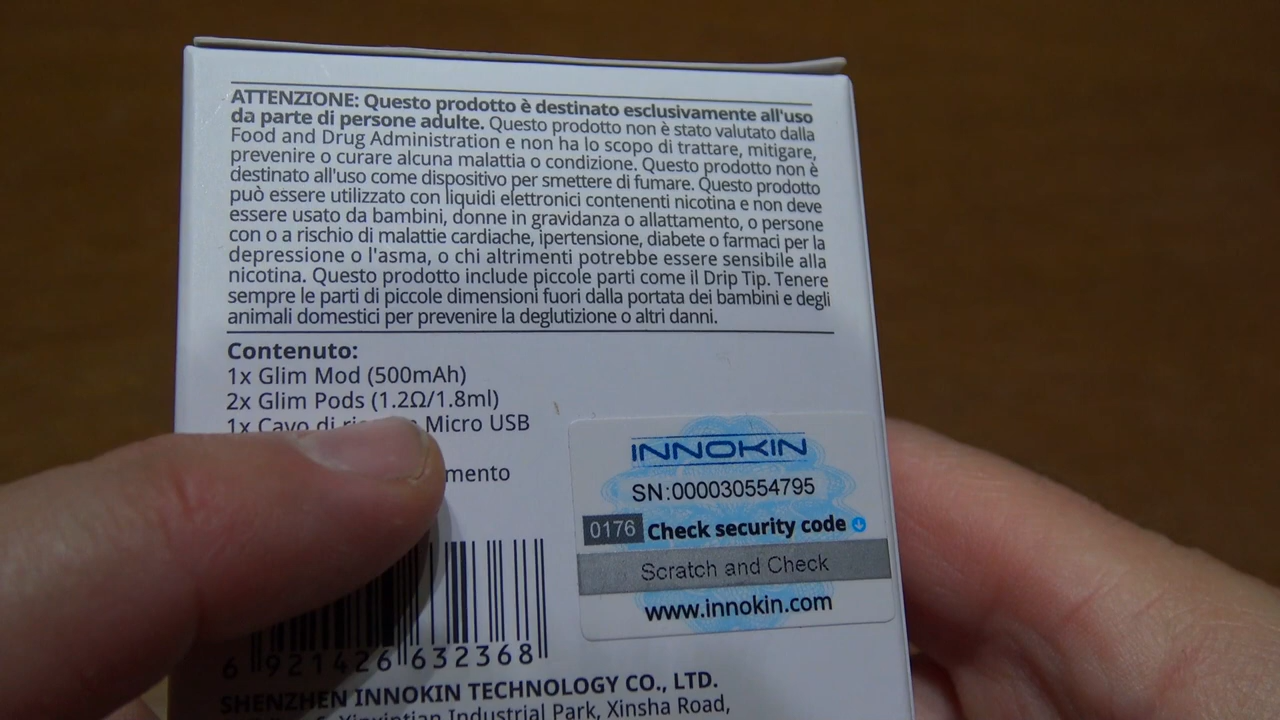 ATTENZIONE: Questo prodotto è destinato esclusivamente all'uso
da parte di persone adulte. Questo prodotto non è stato valutato dalla
Food and Drug Administration e non ha lo scopo di trattare, mitigare,
prevenire o curare alcuna malattia o condizione. Questo prodotto non è
destinato all'uso come dispositivo per smettere di fumare. Questo prodotto
può essere utilizzato con liquidi elettronici contenenti nicotina e non deve
essere usato da bambini, donne in gravidanza o allattamento, o persone
con o a rischio di malattie cardiache, ipertensione, diabete o farmaci per la
depressione o l'asma, o chi altrimenti potrebbe essere sensibile alla
nicotina. Questo prodotto include piccole parti come il Drip Tip. Tenere
sempre le parti di piccole dimensioni fuori dalla portata dei bambini e degli
animali domestici per prevenire la deglutizione o altri danni.
Contenuto:
1x Glim Mod (500mAh)
2x Glim Pods (1.2Ω/1.8ml)
1x Cavo di Micro USB
INNOKIN
SN:000030554795
0176 Check security code
Scratch and Check
www.innokin.com
6 921426 632368
SHENZHEN INNOKIN TECHNOLOGY CO., LTD.
Xinxintian Industrial Park, Xinsha Road,